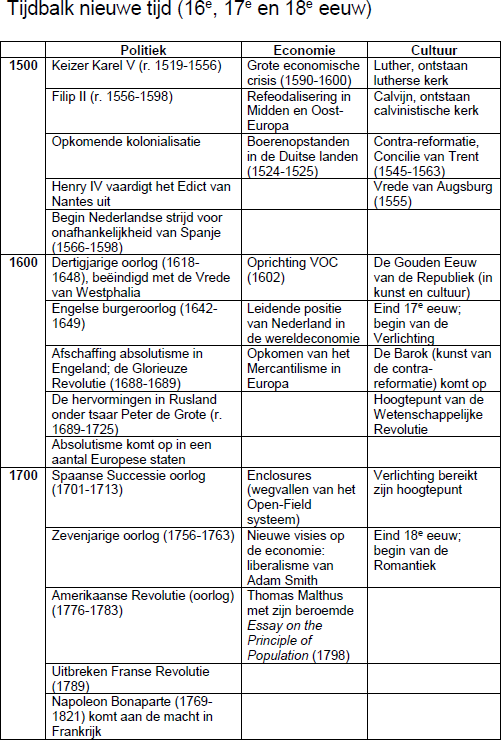 Tijdbalk nieuwe tijd (16e, 17e en 18e eeuw)
Politiek Economie Cultuur
1500 Keizer Karel V (r. 1519-1556) Grote economische crisis (1590-1600) Luther, ontstaan lutherse kerk
Filip II (r. 1556-1598) Refeodalisering in Midden en Oost-Europa Calvijn, ontstaan calvinistische kerk
Opkomende kolonialisatie Boerenopstanden in de Duitse landen (1524-1525) Contra-reformatie, Concilie van Trent (1545-1563)
Henry IV vaardigt het Edict van Nantes uit Vrede van Augsburg (1555)
Begin Nederlandse strijd voor onafhankelijkheid van Spanje (1566-1598)
1600 Dertigjarige oorlog (1618-1648), beëindigd met de Vrede van Westphalia Oprichting VOC (1602) De Gouden Eeuw van de Republiek (in kunst en cultuur)
Engelse burgeroorlog (1642-1649) Leidende positie van Nederland in de wereldeconomie Eind 17e eeuw; begin van de Verlichting
Afschaffing absolutisme in Engeland; de Glorieuze Revolutie (1688-1689) Opkomen van het Mercantilisme in Europa De Barok (kunst van de contra-reformatie) komt op
De hervormingen in Rusland onder tsaar Peter de Grote (r. 1689-1725) Hoogtepunt van de Wetenschappelijke Revolutie
Absolutisme komt op in een aantal Europese staten
1700 Spaanse Successie oorlog (1701-1713) Enclosures (wegvallen van het Open-Field systeem) Verlichting bereikt zijn hoogtepunt
Zevenjarige oorlog (1756-1763) Nieuwe visies op de economie: liberalisme van Adam Smith Eind 18e eeuw; begin van de Romantiek
Amerikaanse Revolutie (oorlog) (1776-1783) Thomas Malthus met zijn beroemde Essay on the Principle of Population (1798)
Uitbreken Franse Revolutie (1789)
Napoleon Bonaparte (1769-1821) komt aan de macht in Frankrijk